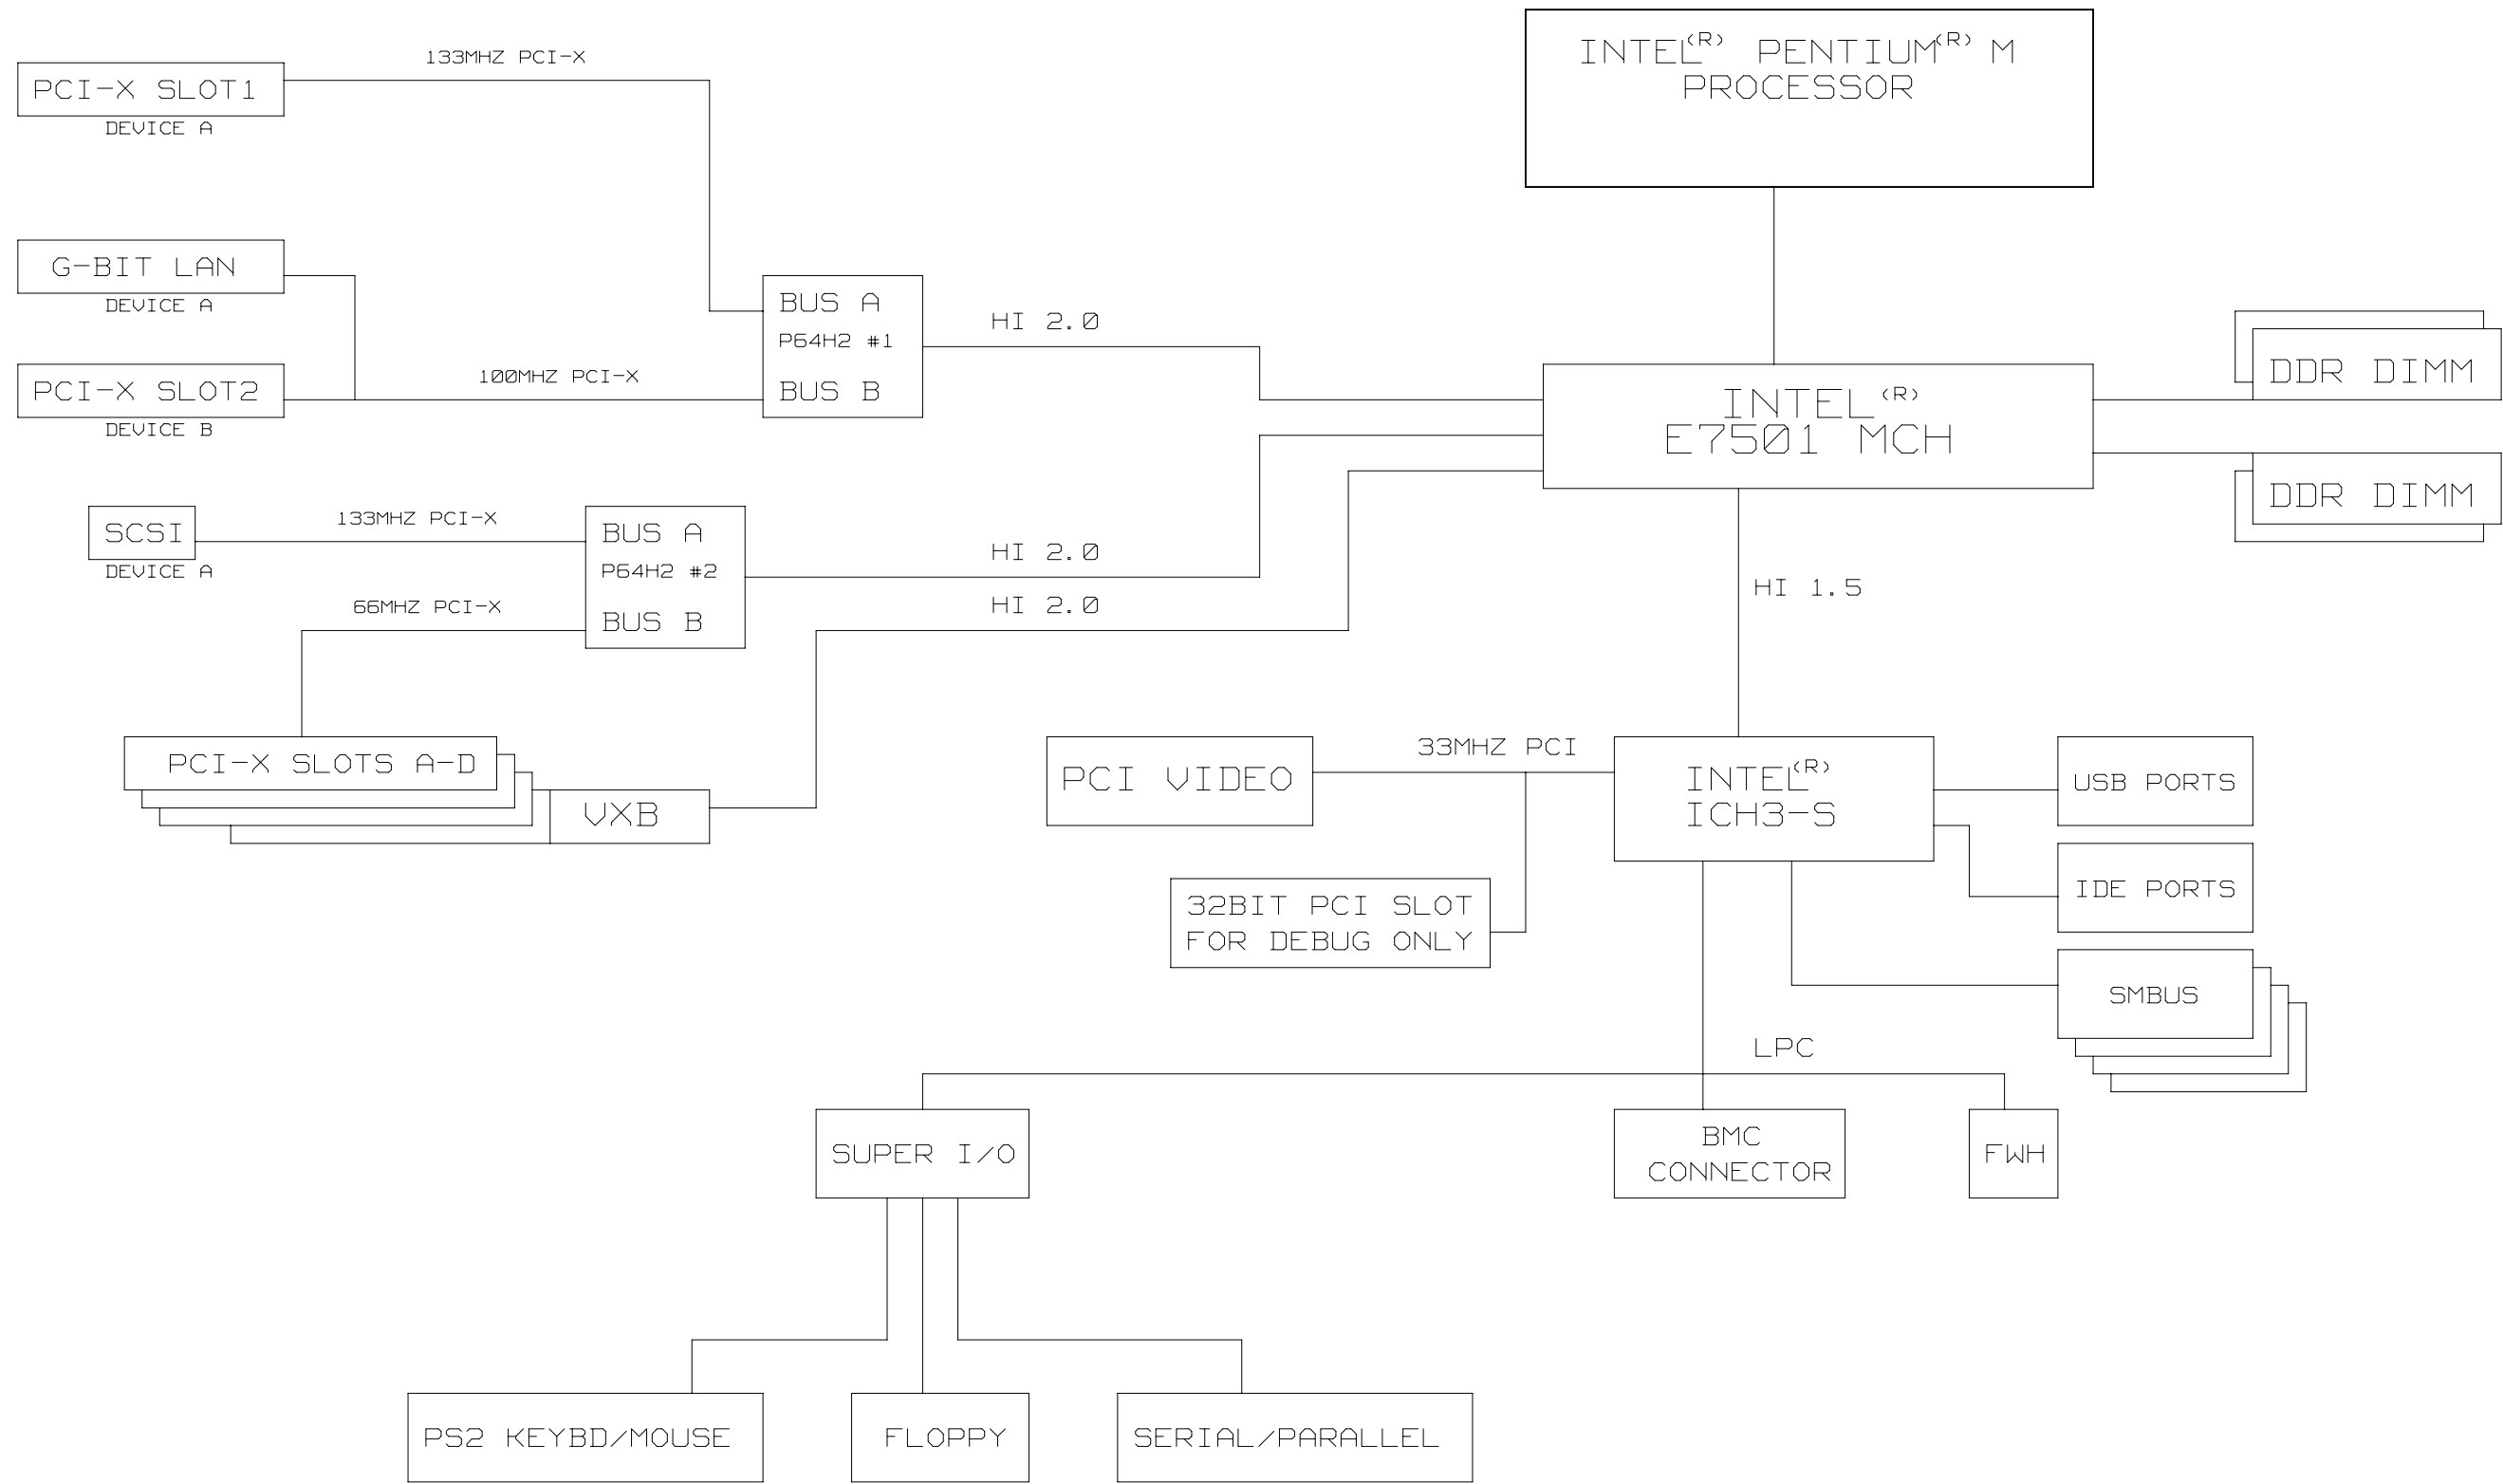 INTEL(R) PENTIUM(R) M
PROCESSOR
133MHZ PCI-X
PCI-X SLOT1
DEVICE A
G-BIT LAN
DEVICE A
BUS A
P64H2 #1
BUS B
HI 2.0
100MHZ PCI-X
PCI-X SLOT2
DEVICE B
INTEL(R)
E7501 MCH
DDR DIMM
DDR DIMM
SCSI
DEVICE A
133MHZ PCI-X
BUS A
P64H2 #2
BUS B
HI 2.0
HI 2.0
66MHZ PCI-X
HI 1.5
PCI-X SLOTS A-D
VXB
PCI VIDEO
33MHZ PCI
INTEL(R)
ICH3-S
USB PORTS
IDE PORTS
32BIT PCI SLOT
FOR DEBUG ONLY
SMBUS
LPC
SUPER I/O
BMC
CONNECTOR
FWH
PS2 KEYBD/MOUSE
FLOPPY
SERIAL/PARALLEL